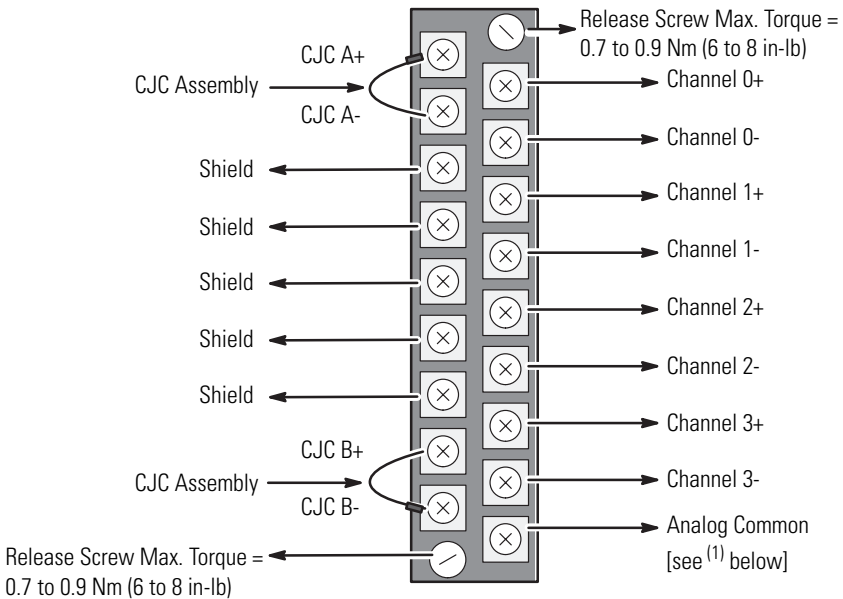 Release Screw Max. Torque =
0.7 to 0.9 Nm (6 to 8 in-lb)
CJC A+
CJC Assembly
CJC A-
Shield
Shield
Shield
Shield
Shield
CJC B+
CJC Assembly
CJC B-
Release Screw Max. Torque =
0.7 to 0.9 Nm (6 to 8 in-lb)
Channel 0+
Channel 0-
Channel 1+
Channel 1-
Channel 2+
Channel 2-
Channel 3+
Channel 3-
Analog Common
[see (1) below]